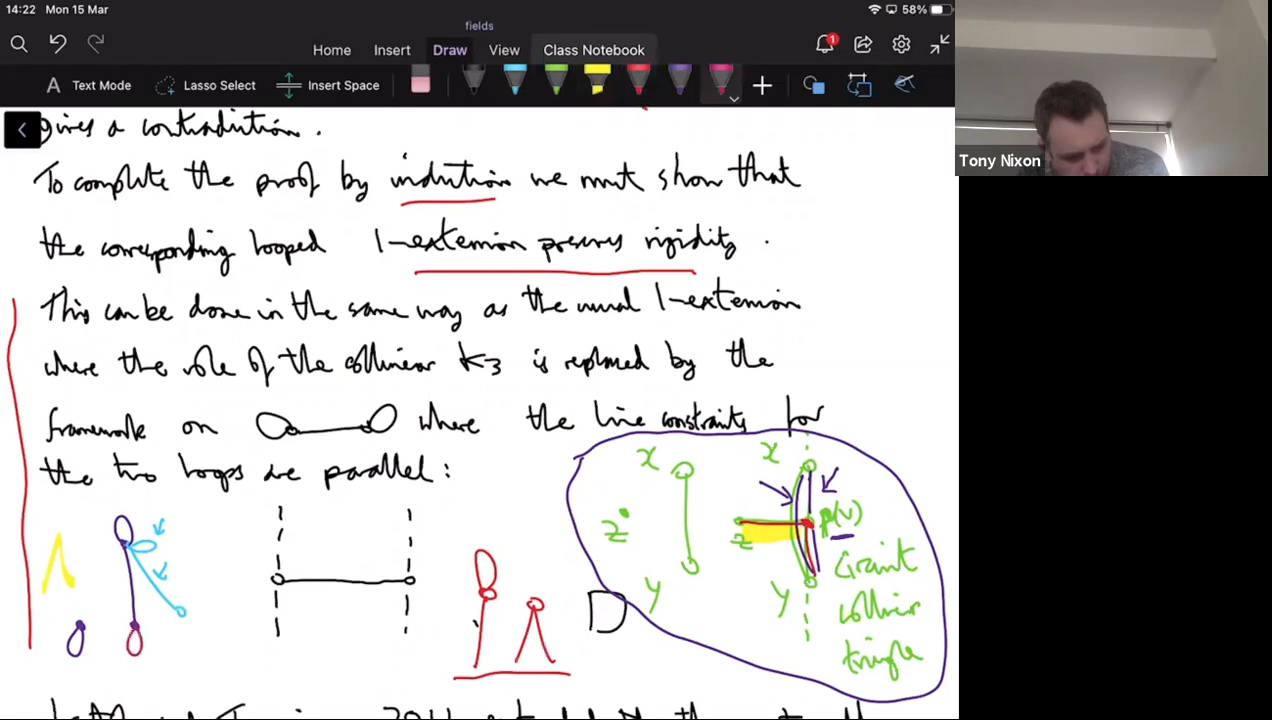 14:22 Mon 15 Mar
58%
fields
Home Insert Draw View Class Notebook
1
Text Mode Lasso Select Insert Space
Tony Nixon
gives a contradiction.
To complete the proof by induction we must show that
the corresponding looped 1-extension preserves rigidity.
This can be done in the same way as the usual 1-extension
where the role of the collinear K3 is replaced by the
framework on where the line constraints for
the two loops are parallel:
x x
z p(v)
z
y y
collinear
triangle